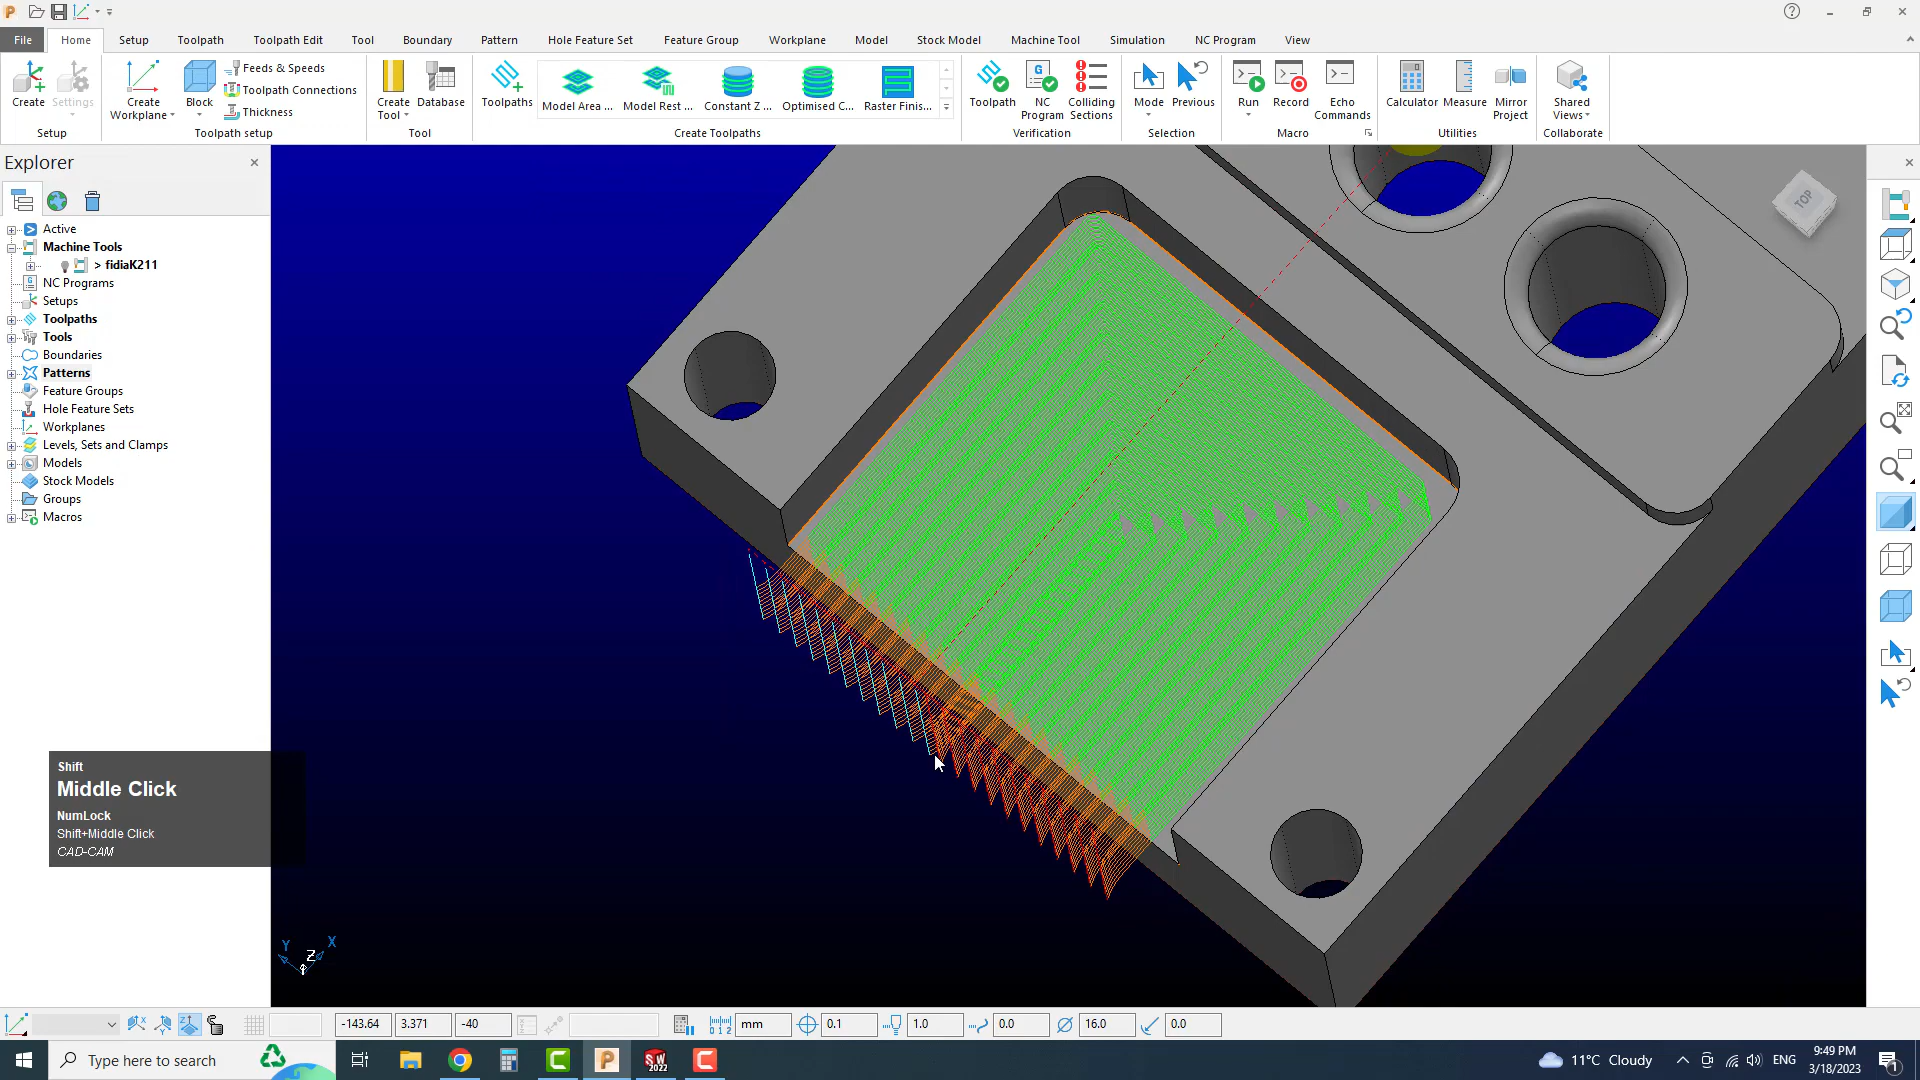 File Home Setup Toolpath Toolpath Edit Tool Boundary Pattern Hole Feature Set Feature Group Workplane Model Stock Model Machine Tool Simulation NC Program View
Create
Settings
Setup
Create Workplane
Block
Feeds & Speeds
Toolpath Connections
Thickness
Toolpath setup
Create Tool
Database
Tool
Toolpaths
Model Area ...
Model Rest ...
Constant Z ...
Optimised C...
Raster Finis...
Create Toolpaths
Toolpath
NC Program
Colliding Sections
Verification
Mode
Previous
Selection
Run
Record
Echo Commands
Macro
Calculator
Measure
Mirror Project
Utilities
Shared Views
Collaborate
Explorer
Active
Machine Tools
> fidiaK211
NC Programs
Setups
Toolpaths
Tools
Boundaries
Patterns
Feature Groups
Hole Feature Sets
Workplanes
Levels, Sets and Clamps
Models
Stock Models
Groups
Macros
TOP
Shift
Middle Click
NumLock
Shift+Middle Click
CAD-CAM
Y Z X
-143.64 3.371 -40 mm 0.1 1.0 0.0 16.0 0.0
Type here to search
SW 2022
11°C Cloudy
ENG
9:49 PM
3/18/2023
1